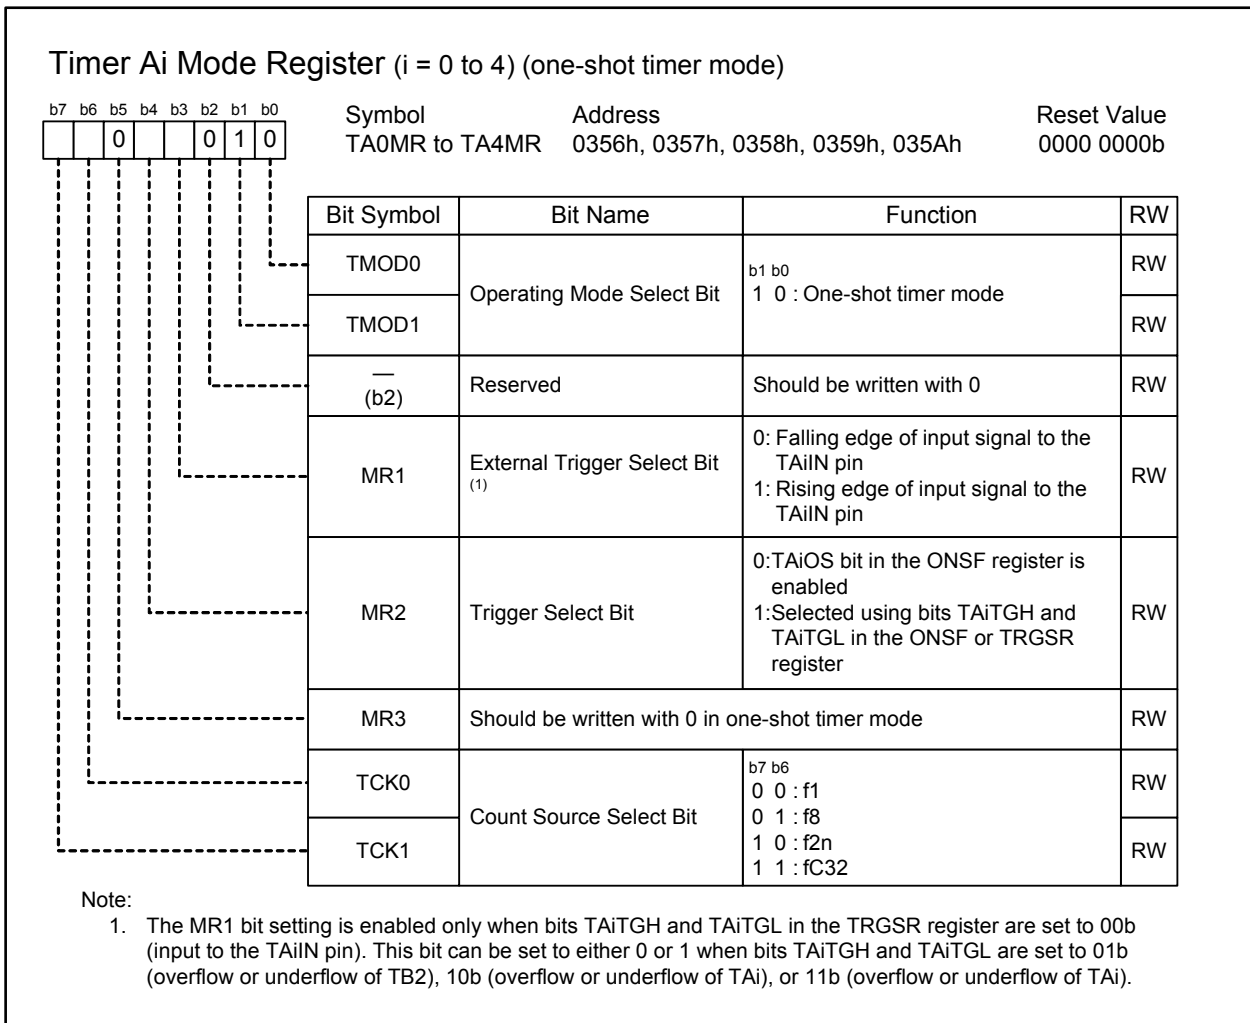 Timer Ai Mode Register (i = 0 to 4) (one-shot timer mode)
b7 b6 b5 b4 b3 b2 b1 b0
0 0 1 0
Symbol Address Reset Value
TA0MR to TA4MR 0356h, 0357h, 0358h, 0359h, 035Ah 0000 0000b
Bit Symbol Bit Name Function RW
TMOD0 RW
Operating Mode Select Bit
b1 b0
1 0 : One-shot timer mode
TMOD1 RW
—
(b2)
Reserved Should be written with 0 RW
MR1
External Trigger Select Bit
(1)
0: Falling edge of input signal to the
TAiIN pin
1: Rising edge of input signal to the
TAiIN pin
RW
MR2 Trigger Select Bit
0:TAiOS bit in the ONSF register is
enabled
1:Selected using bits TAiTGH and
TAiTGL in the ONSF or TRGSR
register
RW
MR3 Should be written with 0 in one-shot timer mode RW
TCK0 RW
Count Source Select Bit
b7 b6
0 0 : f1
0 1 : f8
1 0 : f2n
1 1 : fC32
TCK1 RW
Note:
1. The MR1 bit setting is enabled only when bits TAiTGH and TAiTGL in the TRGSR register are set to 00b
(input to the TAiIN pin). This bit can be set to either 0 or 1 when bits TAiTGH and TAiTGL are set to 01b
(overflow or underflow of TB2), 10b (overflow or underflow of TAi), or 11b (overflow or underflow of TAi).